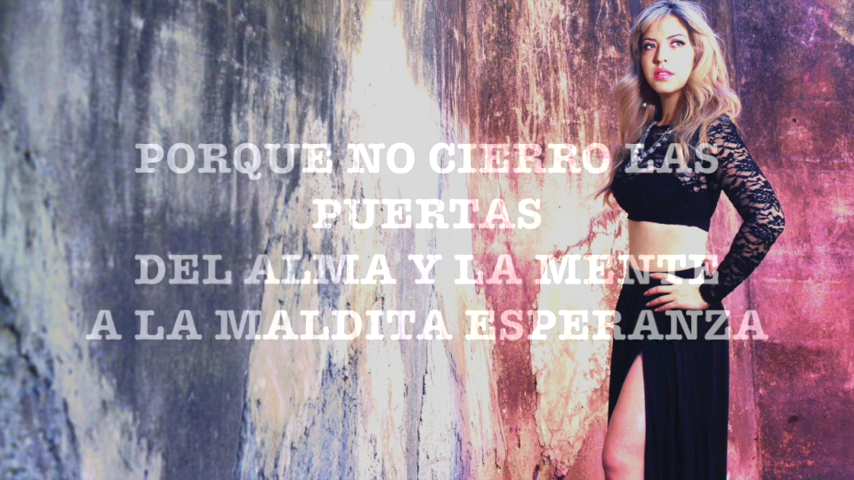 PORQUE NO CIERRO LAS
PUERTAS
DEL ALMA Y LA MENTE
A LA MALDITA ESPERANZA